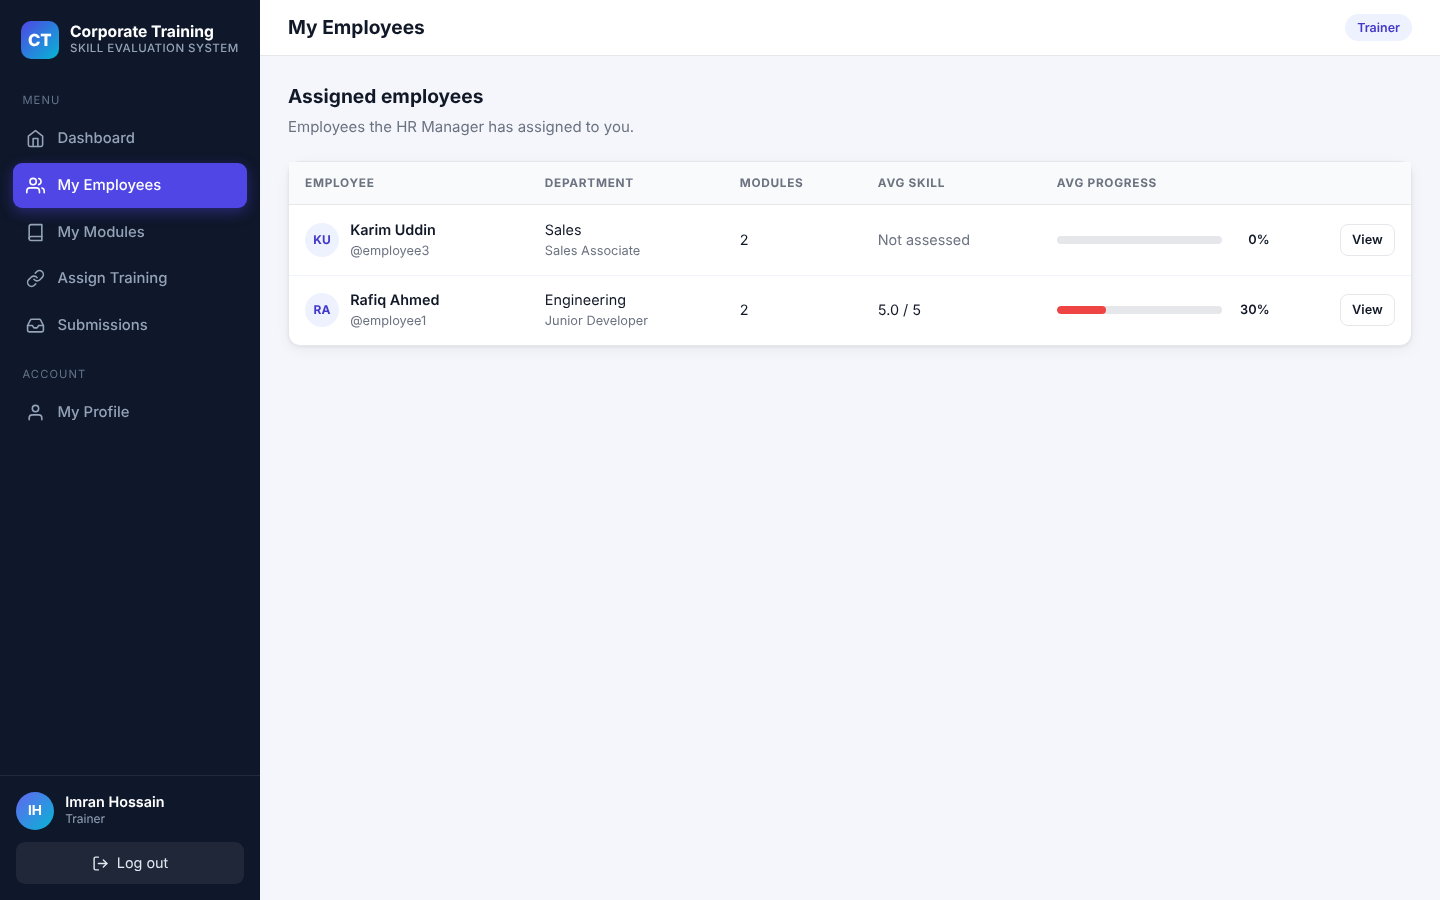 CT
Corporate Training
SKILL EVALUATION SYSTEM
MENU
Dashboard
My Employees
My Modules
Assign Training
Submissions
ACCOUNT
My Profile
IH
Imran Hossain
Trainer
Log out
My Employees
Trainer
Assigned employees
Employees the HR Manager has assigned to you.
EMPLOYEE DEPARTMENT MODULES AVG SKILL AVG PROGRESS
KU Karim Uddin Sales 2 Not assessed 0% View
@employee3 Sales Associate
RA Rafiq Ahmed Engineering 2 5.0 / 5 30% View
@employee1 Junior Developer